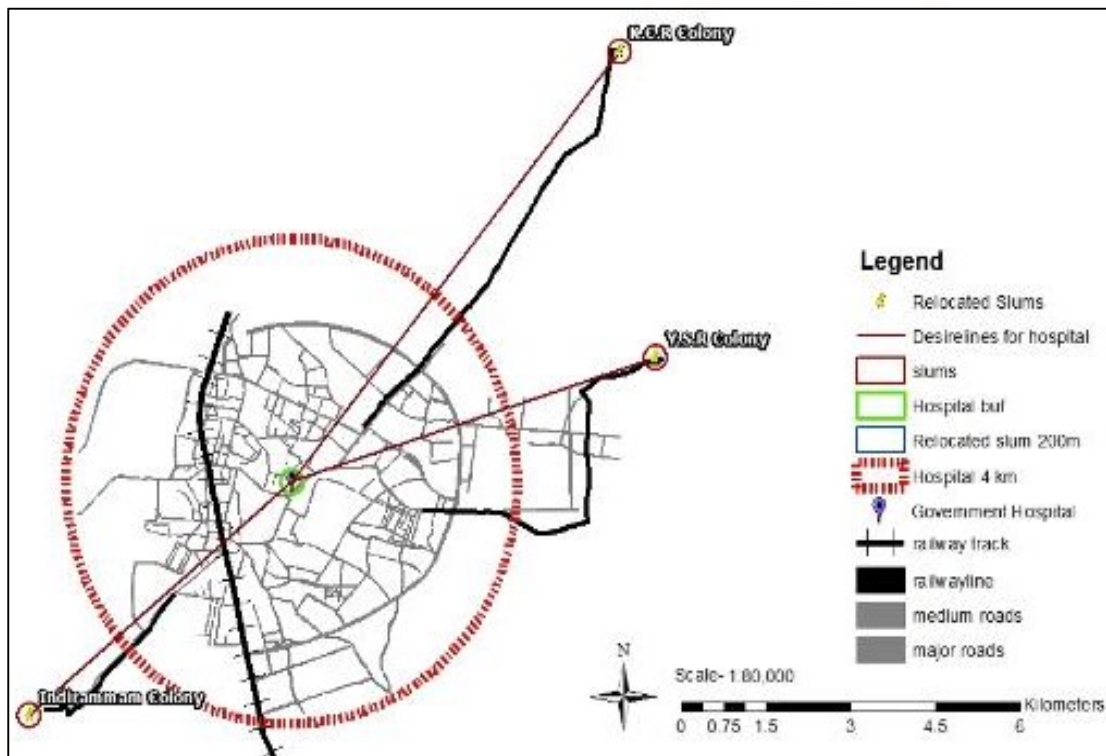 K.C.R Colony
Y.S.R Colony
Indirammam Colony
Legend
Relocated Slums
Desirelines for hospital
slums
Hospital buf
Relocated slum 200m
Hospital 4 km
Government Hospital
railway track
railwayline
medium roads
major roads
N
Scale- 1:80,000
Kilometers
0 0.75 1.5 3 4.5 6